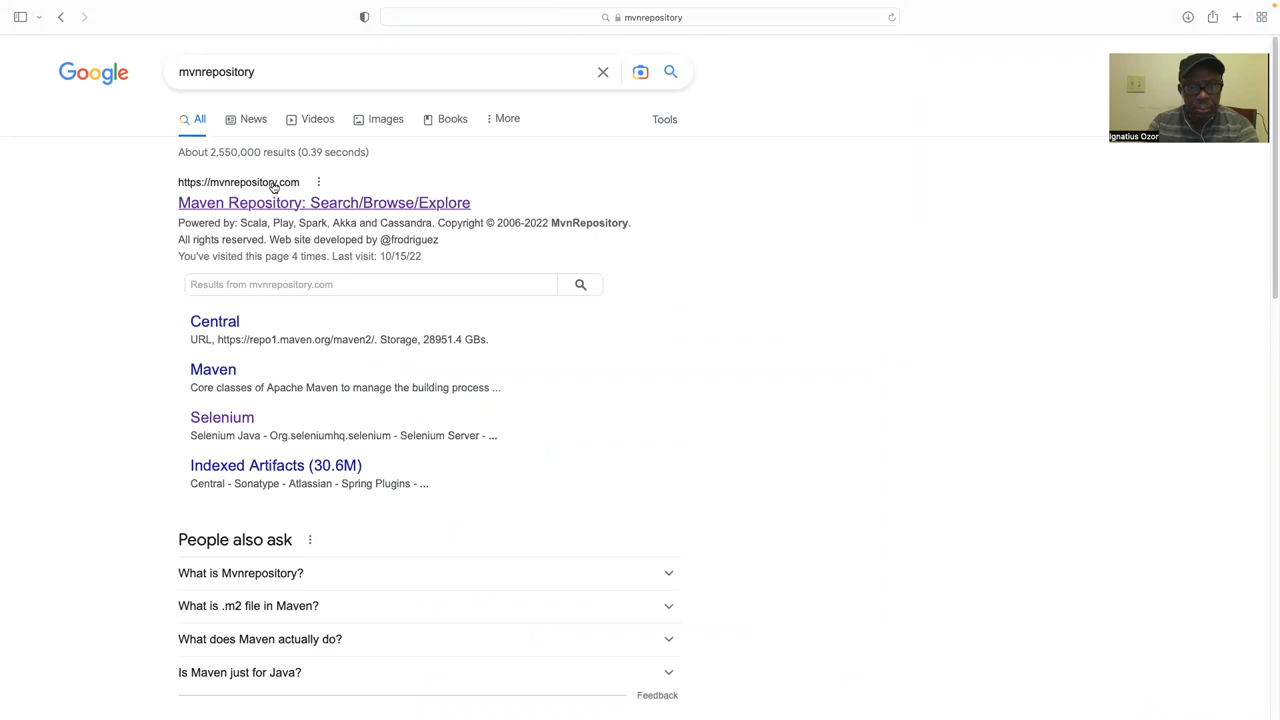 mvnrepository
Google
mvnrepository
All
News
Videos
Images
Books
More
Tools
About 2,550,000 results (0.39 seconds)
https://mvnrepository.com
Maven Repository: Search/Browse/Explore
Powered by: Scala, Play, Spark, Akka and Cassandra. Copyright © 2006-2022 MvnRepository.
All rights reserved. Web site developed by @frodriguez
You've visited this page 4 times. Last visit: 10/15/22
Results from mvnrepository.com
Central
URL, https://repo1.maven.org/maven2/. Storage, 28951.4 GBs.
Maven
Core classes of Apache Maven to manage the building process ...
Selenium
Selenium Java - Org.seleniumhq.selenium - Selenium Server - ...
Indexed Artifacts (30.6M)
Central - Sonatype - Atlassian - Spring Plugins - ...
People also ask
What is Mvnrepository?
What is .m2 file in Maven?
What does Maven actually do?
Is Maven just for Java?
Feedback
Ignatius Ozor